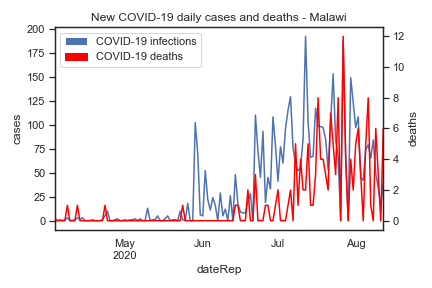 New COVID-19 daily cases and deaths - Malawi
COVID-19 infections
COVID-19 deaths
cases
deaths
200
175
150
125
100
75
50
25
0
12
10
8
6
4
2
0
May
2020
Jun
Jul
Aug
dateRep